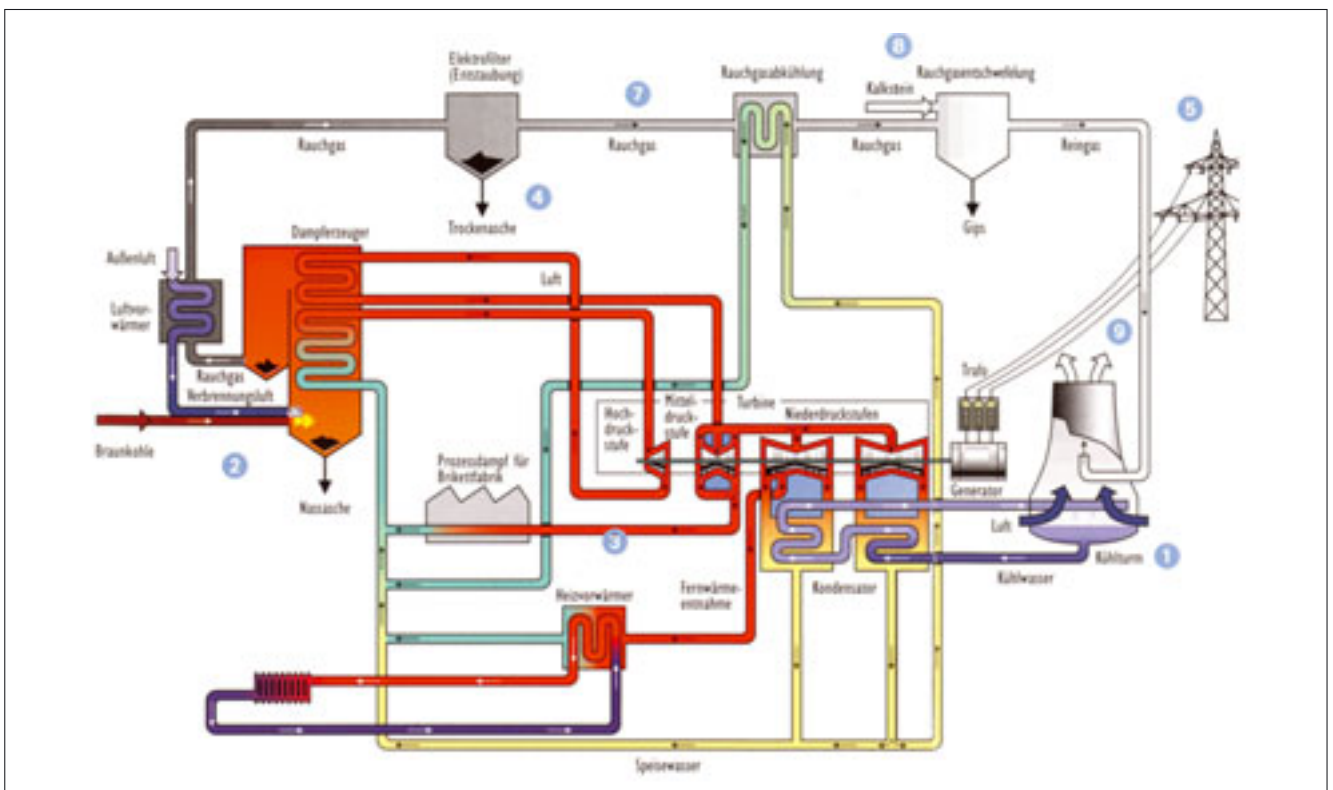 8
Elektrofilter
(Entstaubung)
7
Rauchgasabkühlung
Kalkstein
Rauchgasentschwefelung
5
Rauchgas
Rauchgas
Rauchgas
Reingas
4
Trockenasche
Gips
Dampferzeuger
Außenluft
Luft
Luftvor-
wärmer
Rauchgas
Verbrennungsluft
Braunkohle
2
Nassasche
9
Trafo
Hoch-
druck-
stufe
Mittel-
druck-
stufe
Turbine
Niederdruckstufen
Prozessdampf für
Brikettfabrik
Generator
3
Luft
Kühlturm
1
Kühlwasser
Kondensator
Fernwärme-
entnahme
Heizvorwärmer
Speisewasser